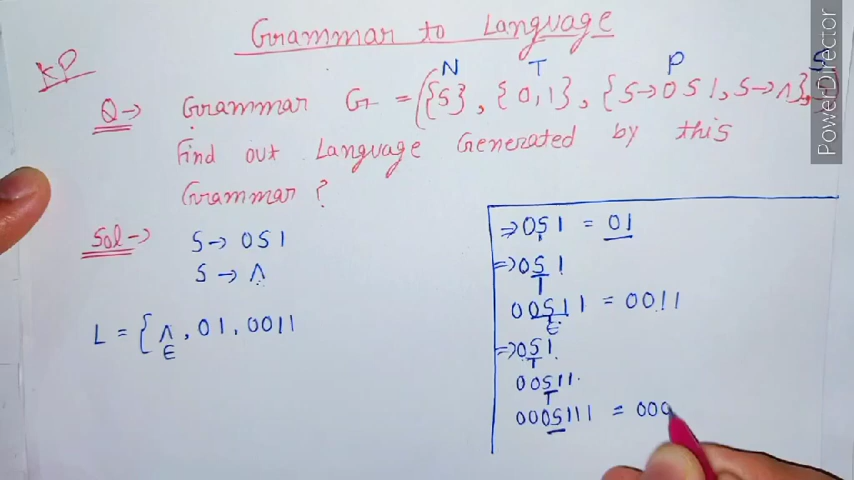 Grammar to Language
KP
N T P
Q→ Grammar G = ({S}, {0,1}, {S→0S1, S→Λ},
Find out Language Generated by this
Grammar ?
Sol→ S→ 0S1
S → Λ
L = {Λ, 01, 0011
ε
⇒0S1 = 01
⇒0S1
T
00S11 = 0011
ε
⇒0S1.
T
00S11.
T
000S111 = 000
PowerDirector